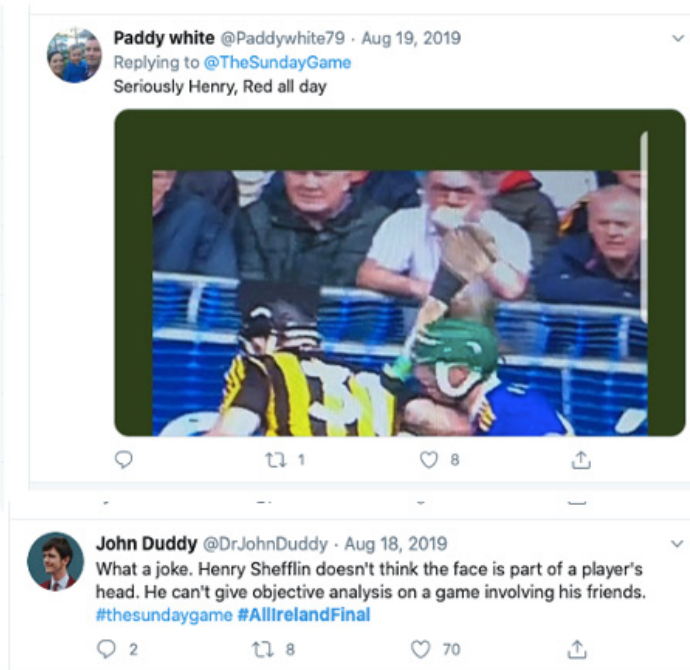 Paddy white @Paddywhite79 · Aug 19, 2019
Replying to @TheSundayGame
Seriously Henry, Red all day
30
1
8
John Duddy @DrJohnDuddy · Aug 18, 2019
What a joke. Henry Shefflin doesn't think the face is part of a player's
head. He can't give objective analysis on a game involving his friends.
#thesundaygame #AllIrelandFinal
2
8
70